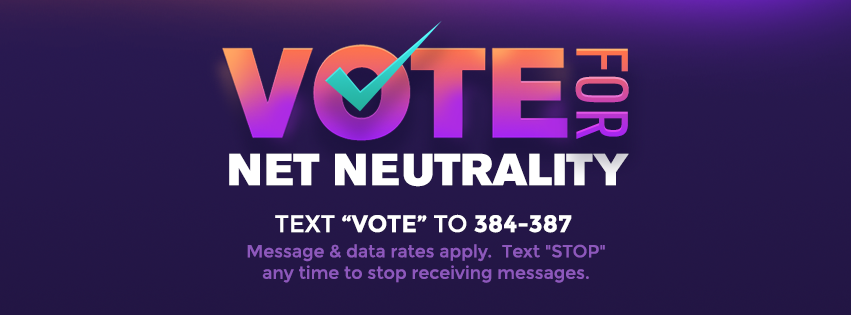 VOTE FOR
NET NEUTRALITY
TEXT “VOTE” TO 384-387
Message & data rates apply. Text "STOP"
any time to stop receiving messages.